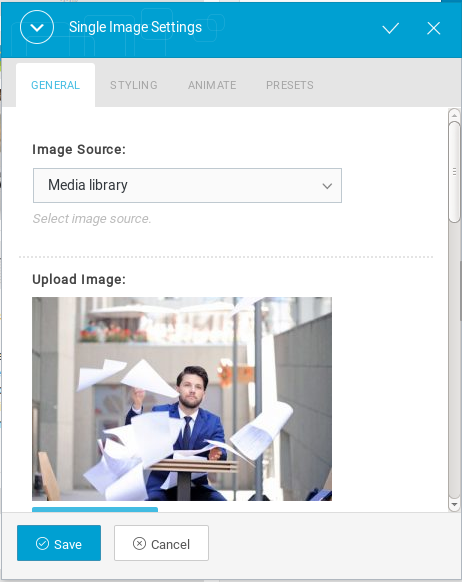 Single Image Settings
GENERAL STYLING ANIMATE PRESETS
Image Source:
Media library
Select image source.
Upload Image:
Save Cancel